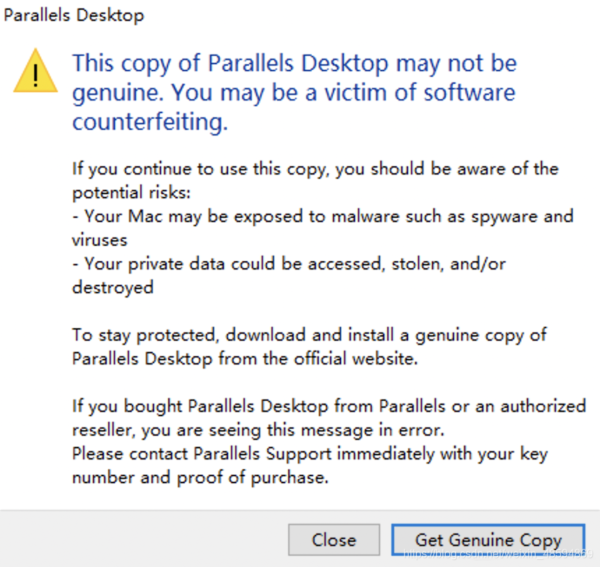 Parallels Desktop
This copy of Parallels Desktop may not be
genuine. You may be a victim of software
counterfeiting.
If you continue to use this copy, you should be aware of the
potential risks:
- Your Mac may be exposed to malware such as spyware and
viruses
- Your private data could be accessed, stolen, and/or
destroyed
To stay protected, download and install a genuine copy of
Parallels Desktop from the official website.
If you bought Parallels Desktop from Parallels or an authorized
reseller, you are seeing this message in error.
Please contact Parallels Support immediately with your key
number and proof of purchase.
Close
Get Genuine Copy